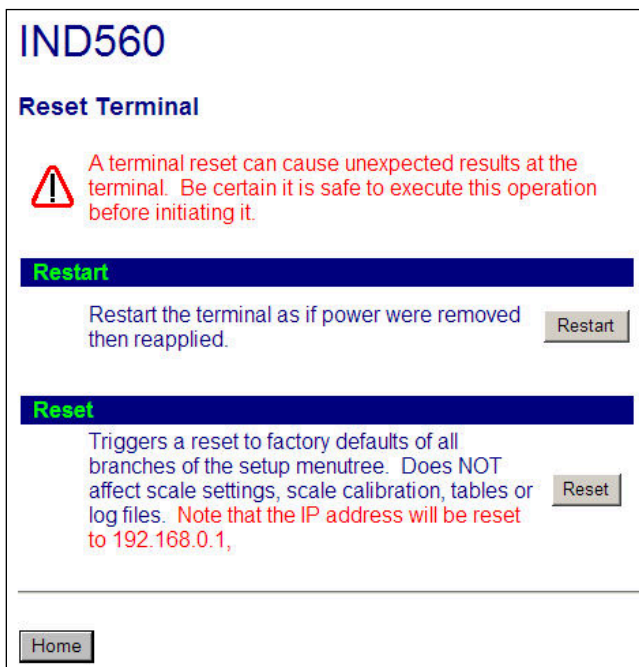 IND560
Reset Terminal
A terminal reset can cause unexpected results at the
terminal. Be certain it is safe to execute this operation
before initiating it.
Restart
Restart the terminal as if power were removed
then reapplied.
Restart
Reset
Triggers a reset to factory defaults of all
branches of the setup menutree. Does NOT
affect scale settings, scale calibration, tables or
log files. Note that the IP address will be reset
to 192.168.0.1,
Reset
Home